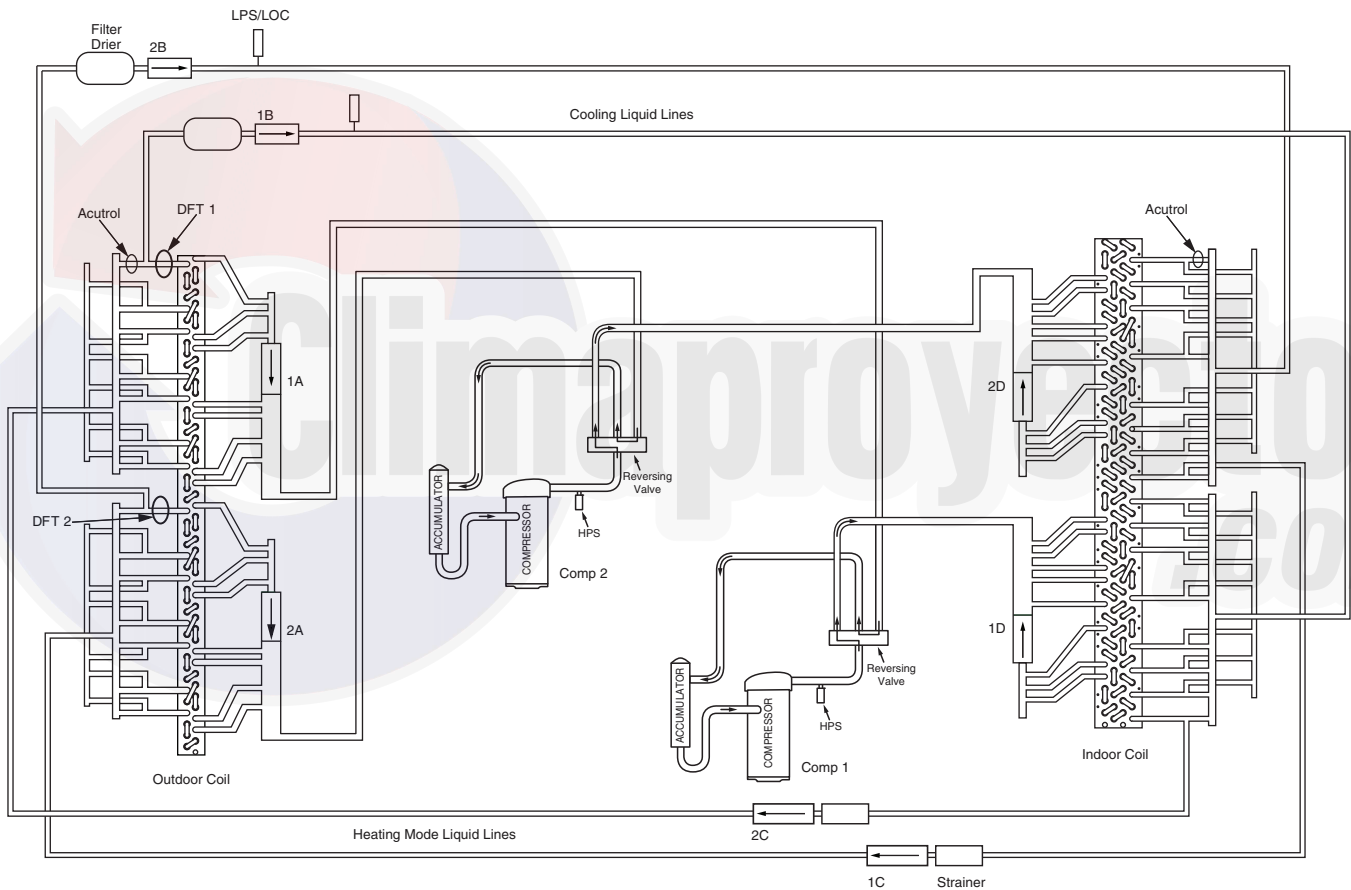 LPS/LOC
Filter
Drier
2B
1B
Cooling Liquid Lines
Acutrol
DFT 1
Acutrol
1A
2D
Climaproyecto
.co
ACCUMULATOR
COMPRESSOR
Reversing
Valve
HPS
Comp 2
DFT 2
2A
1D
ACCUMULATOR
COMPRESSOR
Reversing
Valve
HPS
Comp 1
Outdoor Coil
Indoor Coil
Heating Mode Liquid Lines
2C
1C
Strainer